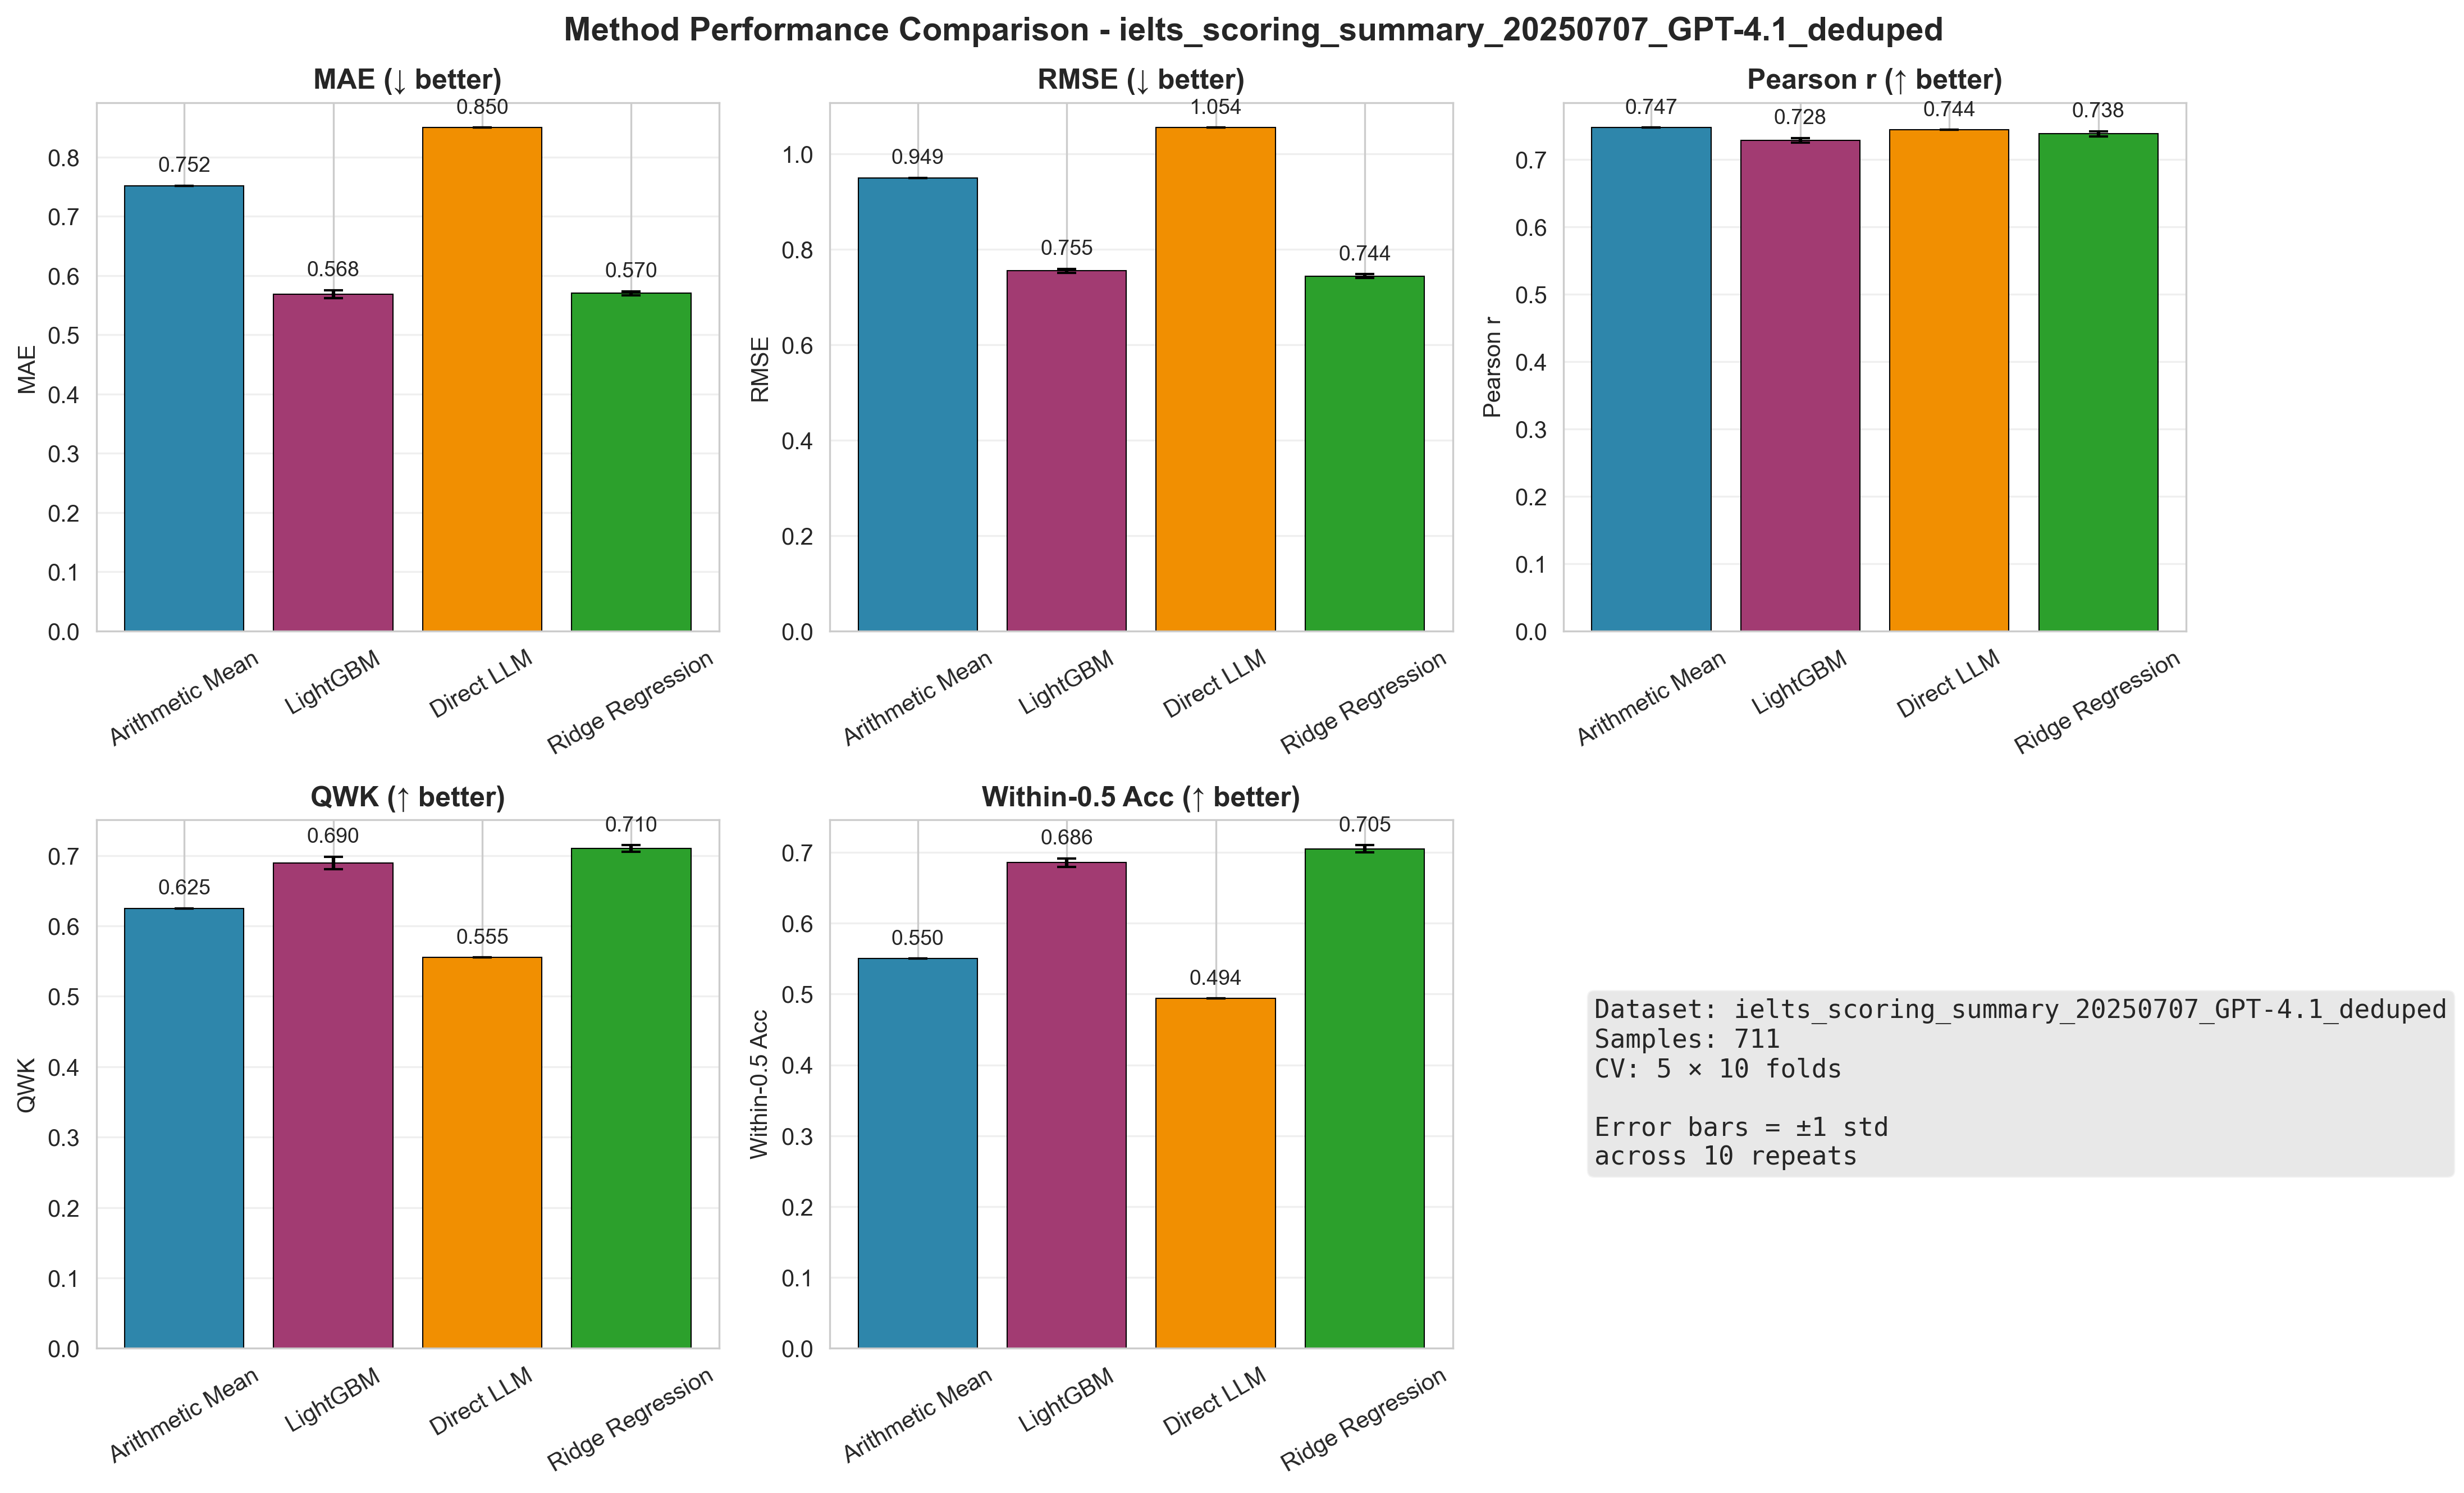 Method Performance Comparison - ielts_scoring_summary_20250707_GPT-4.1_deduped
MAE (↓ better)
MAE
0.8
0.7
0.6
0.5
0.4
0.3
0.2
0.1
0.0
0.752
0.568
0.850
0.570
Arithmetic Mean
LightGBM
Direct LLM
Ridge Regression
RMSE (↓ better)
RMSE
1.0
0.8
0.6
0.4
0.2
0.0
0.949
0.755
1.054
0.744
Arithmetic Mean
LightGBM
Direct LLM
Ridge Regression
Pearson r (↑ better)
Pearson r
0.7
0.6
0.5
0.4
0.3
0.2
0.1
0.0
0.747
0.728
0.744
0.738
Arithmetic Mean
LightGBM
Direct LLM
Ridge Regression
QWK (↑ better)
QWK
0.7
0.6
0.5
0.4
0.3
0.2
0.1
0.0
0.625
0.690
0.555
0.710
Arithmetic Mean
LightGBM
Direct LLM
Ridge Regression
Within-0.5 Acc (↑ better)
Within-0.5 Acc
0.7
0.6
0.5
0.4
0.3
0.2
0.1
0.0
0.550
0.686
0.494
0.705
Arithmetic Mean
LightGBM
Direct LLM
Ridge Regression
Dataset: ielts_scoring_summary_20250707_GPT-4.1_deduped
Samples: 711
CV: 5 × 10 folds
Error bars = ±1 std
across 10 repeats